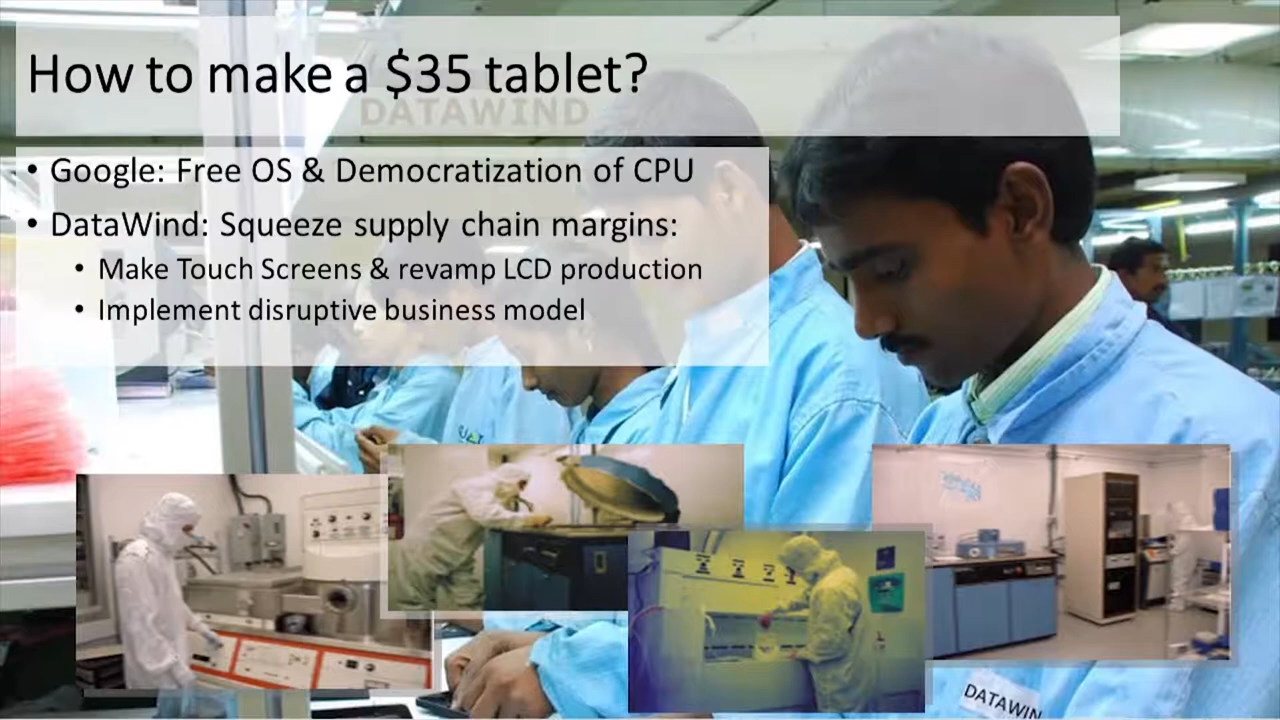 How to make a $35 tablet?
DATAWIND
• Google: Free OS & Democratization of CPU
• DataWind: Squeeze supply chain margins:
• Make Touch Screens & revamp LCD production
• Implement disruptive business model
DATAWIN